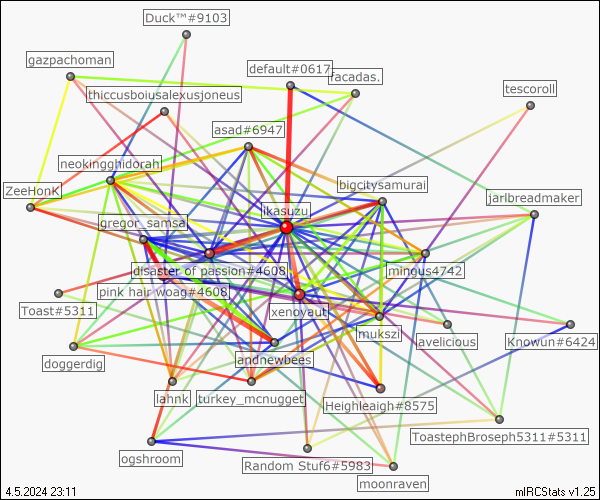 Duck™#9103
gazpachoman
default#0617
facadas.
tescoroll
thiccusboiusalexusjoneus
asad#6947
neokingghidorah
bigcitysamurai
ZeeHonK
jarlbreadmaker
ikasuzu
gregor_samsa
disaster of passion#4608
mingus4742
pink hair woag#4608
Toast#5311
xenoyaut
mukszi
avelicious
Knowun#6424
doggerdig
andnewbees
lahnk
turkey_mcnugget
Heighleaigh#8575
ToastephBroseph5311#5311
ogshroom
Random Stuf6#5983
moonraven
4.5.2024 23:11
mIRCStats v1.25